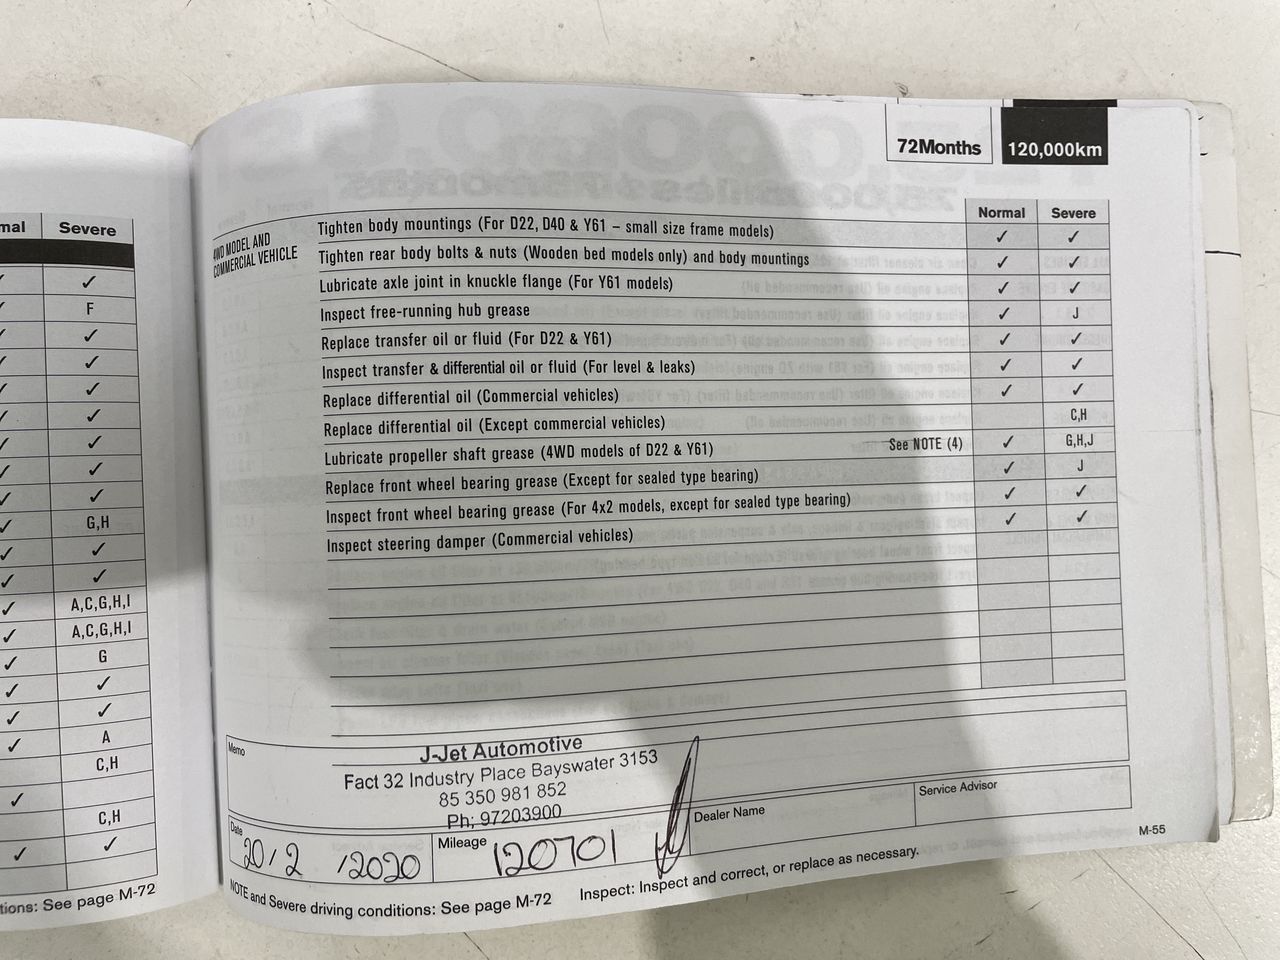 mal Severe
✓ ✓
✓ F
✓ ✓
✓ ✓
✓ ✓
✓ ✓
✓ ✓
✓ ✓
✓ ✓
✓ G,H
✓ ✓
✓ ✓
✓ A,C,G,H,I
✓ A,C,G,H,I
✓ G
✓ ✓
✓ ✓
✓ A
C,H
✓
C,H
✓ ✓
tions: See page M-72
72Months 120,000km
Normal Severe
4WD MODEL AND
COMMERCIAL VEHICLE
Tighten body mountings (For D22, D40 & Y61 – small size frame models) ✓ ✓
Tighten rear body bolts & nuts (Wooden bed models only) and body mountings ✓ ✓
Lubricate axle joint in knuckle flange (For Y61 models) ✓ ✓
Inspect free-running hub grease ✓ J
Replace transfer oil or fluid (For D22 & Y61) ✓ ✓
Inspect transfer & differential oil or fluid (For level & leaks) ✓ ✓
Replace differential oil (Commercial vehicles) ✓ ✓
Replace differential oil (Except commercial vehicles) C,H
Lubricate propeller shaft grease (4WD models of D22 & Y61) See NOTE (4) ✓ G,H,J
Replace front wheel bearing grease (Except for sealed type bearing) ✓ J
Inspect front wheel bearing grease (For 4x2 models, except for sealed type bearing) ✓ ✓
Inspect steering damper (Commercial vehicles) ✓ ✓
Memo
J-Jet Automotive
Fact 32 Industry Place Bayswater 3153
85 350 981 852
Ph; 97203900
Date 20/2/2020
Mileage 120701
Dealer Name
Service Advisor
NOTE and Severe driving conditions: See page M-72
Inspect: Inspect and correct, or replace as necessary.
M-55